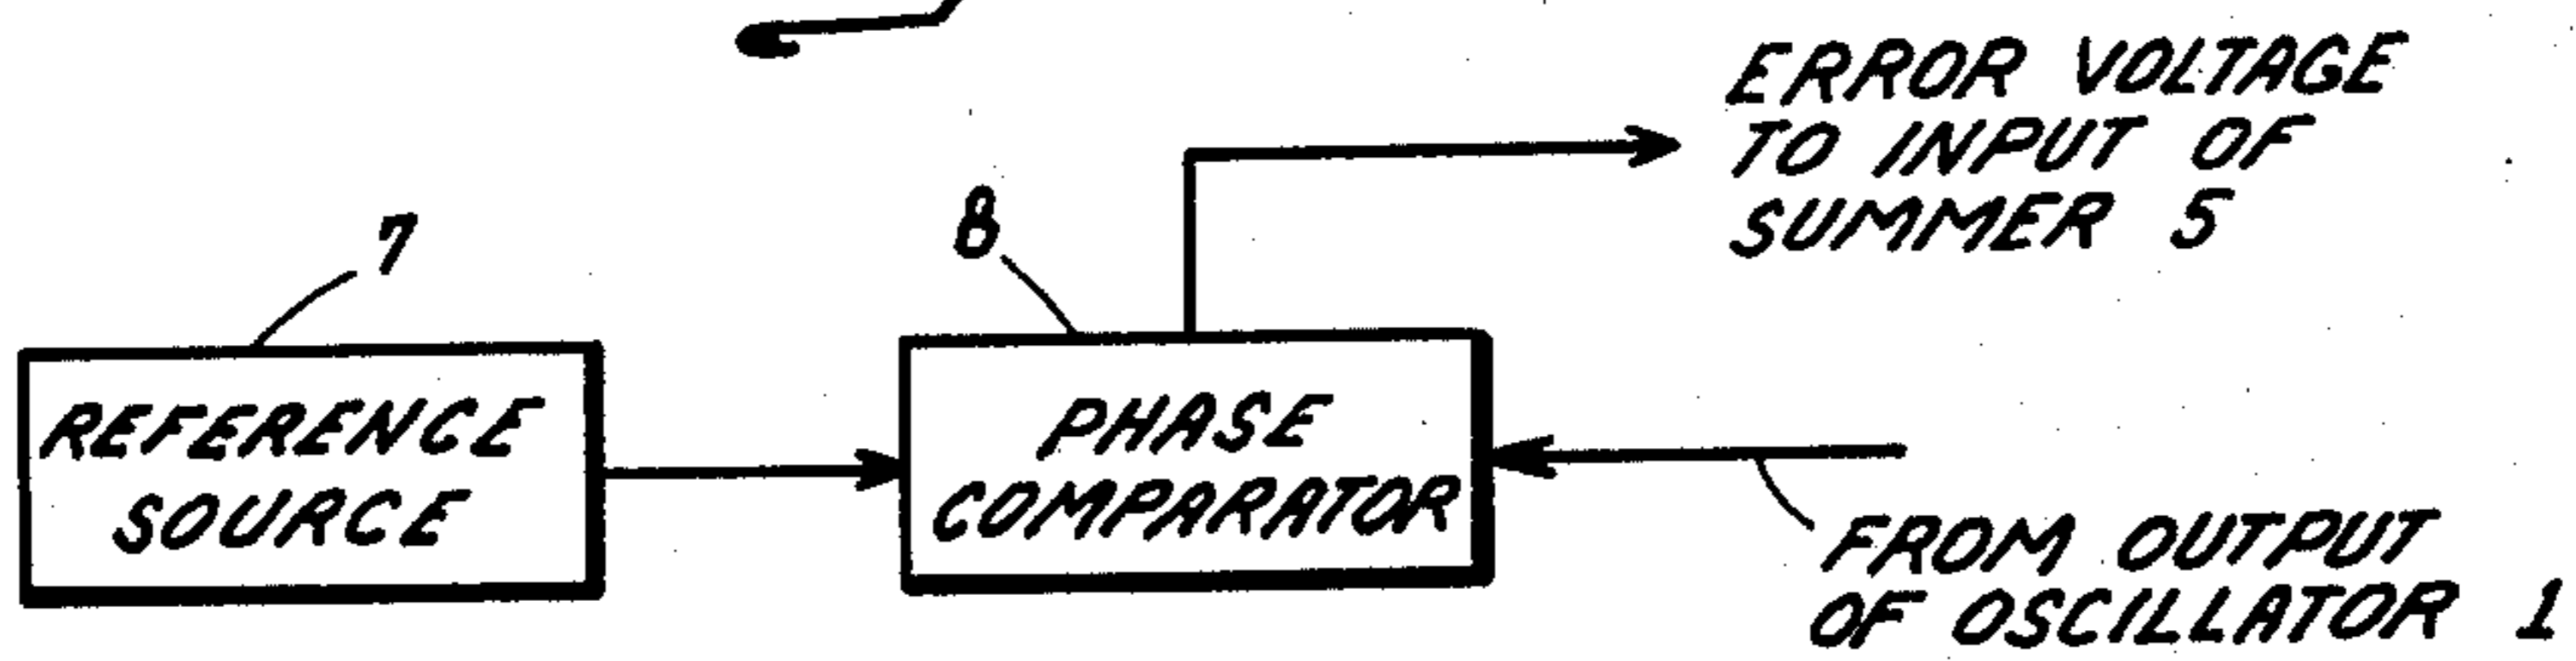 ERROR VOLTAGE
TO INPUT OF
SUMMER 5
7
8
REFERENCE
SOURCE
PHASE
COMPARATOR
FROM OUTPUT
OF OSCILLATOR 1